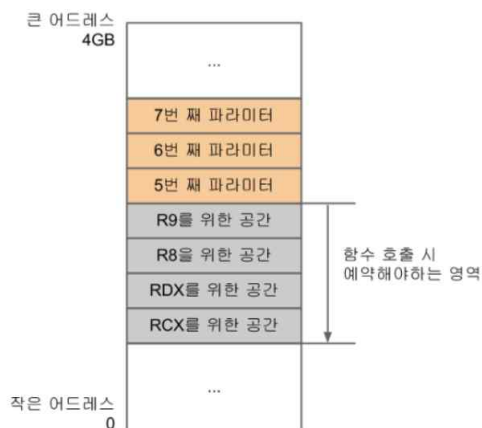 큰 어드레스
4GB
...
7번 째 파라미터
6번 째 파라미터
5번 째 파라미터
R9를 위한 공간
R8을 위한 공간
RDX를 위한 공간
RCX를 위한 공간
함수 호출 시
예약해야하는 영역
...
작은 어드레스
0